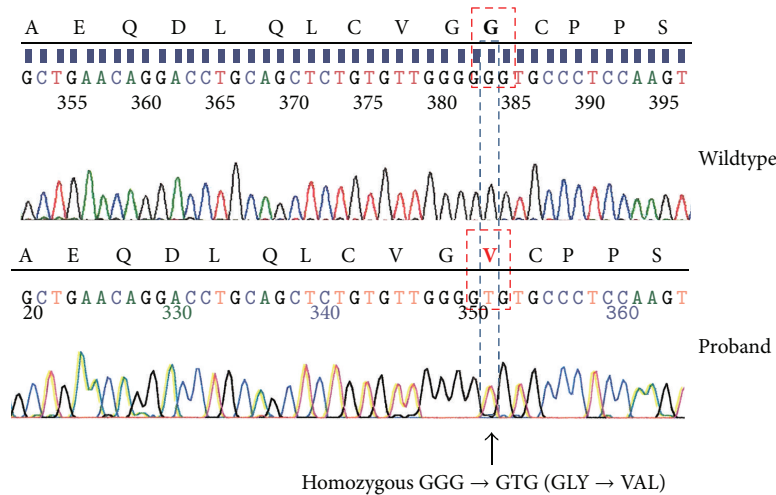 A E Q D L Q L C V G G C P P S
GCTGAACAGGACCTGCAGCTCTGTGTTGGGGGGTGCCCTCCAAGT
355 360 365 370 375 380 385 390 395
Wildtype
A E Q D L Q L C V G V C P P S
GCTGAACAGGACCTGCAGCTCTGTGTTGGGGTGTGCCCTCCAAGT
20 330 340 350 360
Proband
Homozygous GGG → GTG (GLY → VAL)